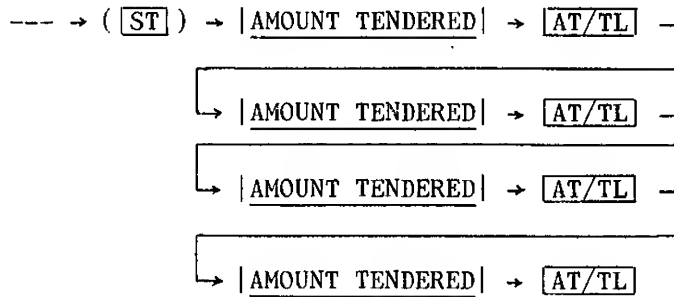 --- → ( ST ) → |AMOUNT TENDERED| → AT/TL
→ |AMOUNT TENDERED| → AT/TL
→ |AMOUNT TENDERED| → AT/TL
→ |AMOUNT TENDERED| → AT/TL